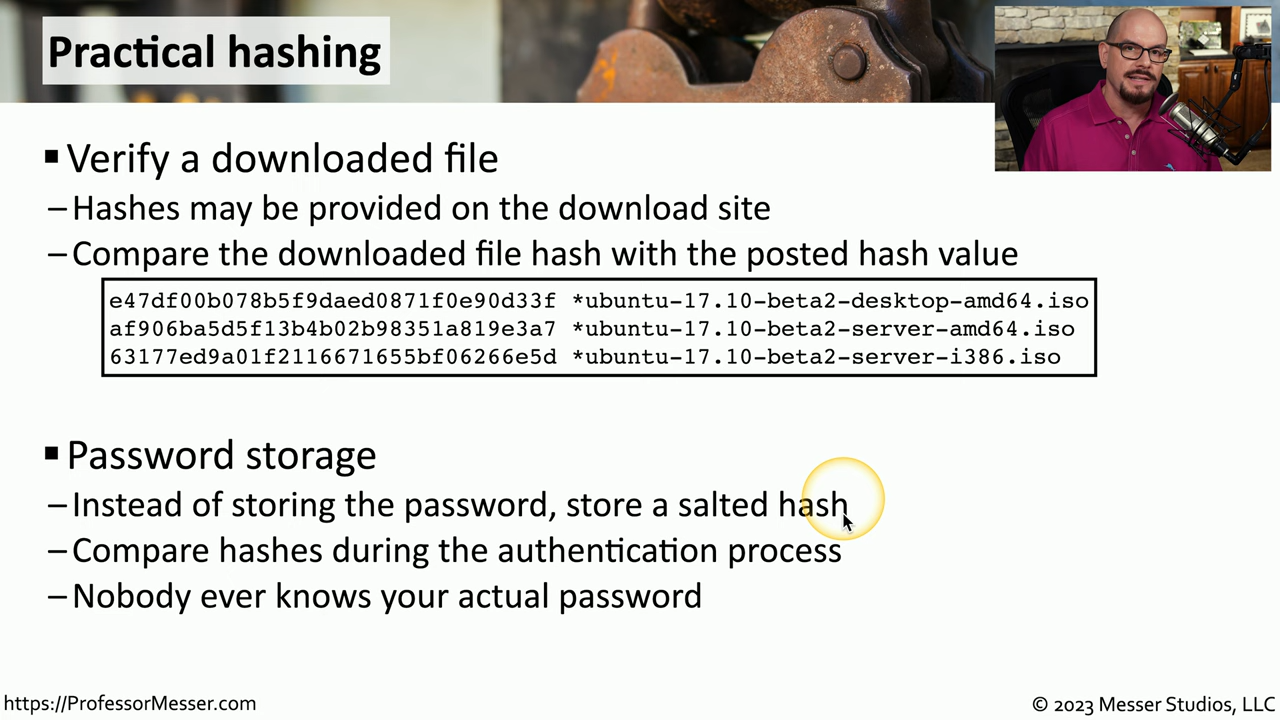 Practical hashing
▪ Verify a downloaded file
– Hashes may be provided on the download site
– Compare the downloaded file hash with the posted hash value
e47df00b078b5f9daed0871f0e90d33f *ubuntu-17.10-beta2-desktop-amd64.iso
af906ba5d5f13b4b02b98351a819e3a7 *ubuntu-17.10-beta2-server-amd64.iso
63177ed9a01f2116671655bf06266e5d *ubuntu-17.10-beta2-server-i386.iso
▪ Password storage
– Instead of storing the password, store a salted hash
– Compare hashes during the authentication process
– Nobody ever knows your actual password
https://ProfessorMesser.com
© 2023 Messer Studios, LLC